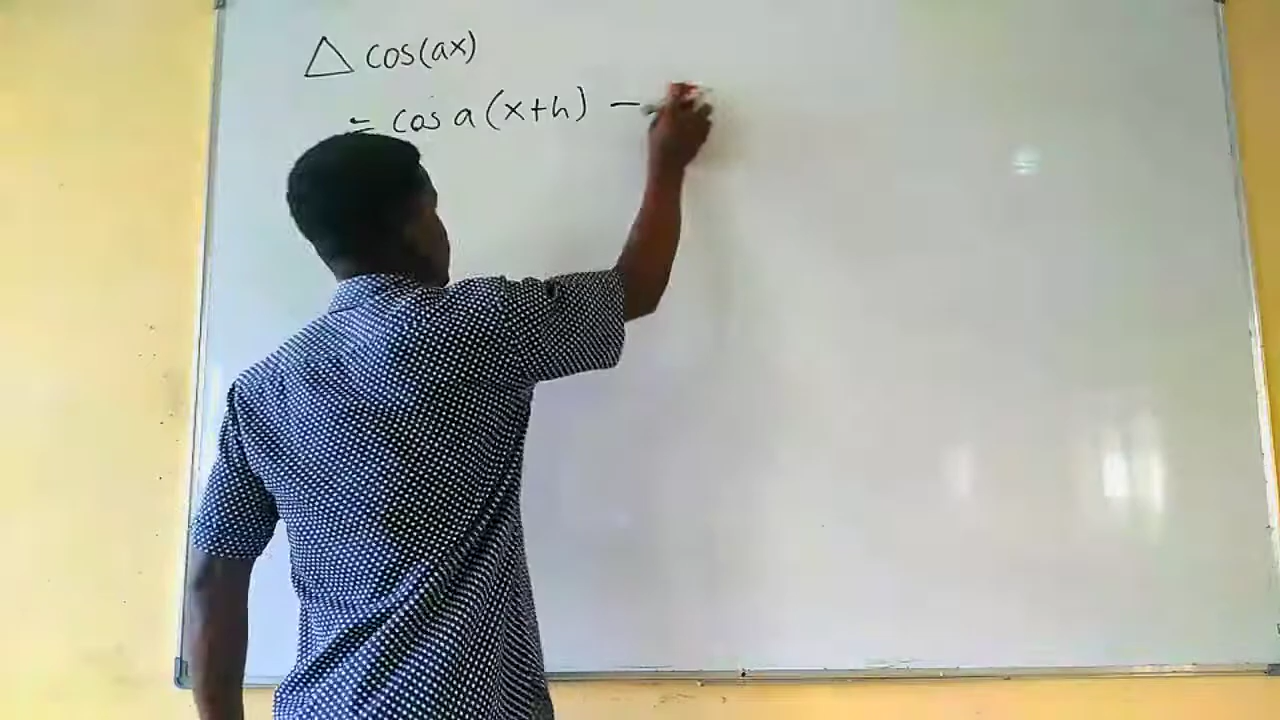 △ cos(ax)
= cos a(x+h) -